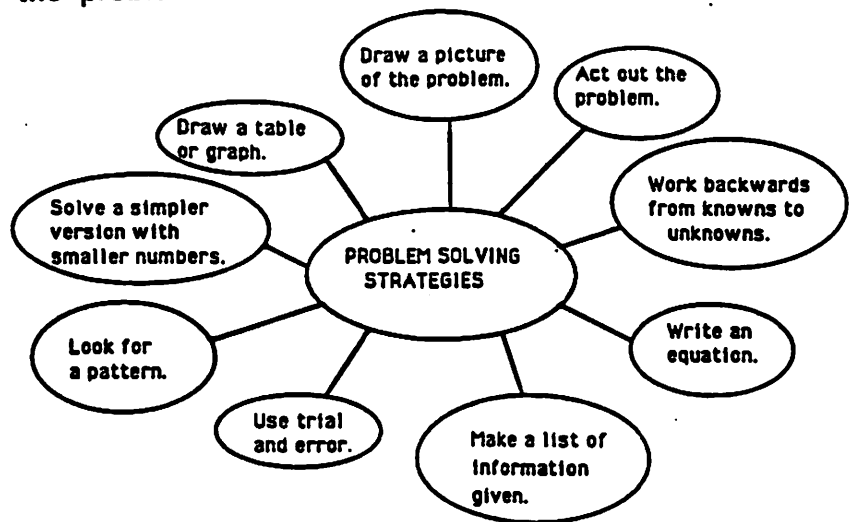 Draw a picture
of the problem.
Act out the
problem.
Draw a table
or graph.
Work backwards
from knowns to
unknowns.
Solve a simpler
version with
smaller numbers.
PROBLEM SOLVING
STRATEGIES
Write an
equation.
Look for
a pattern.
Use trial
and error.
Make a list of
information
given.